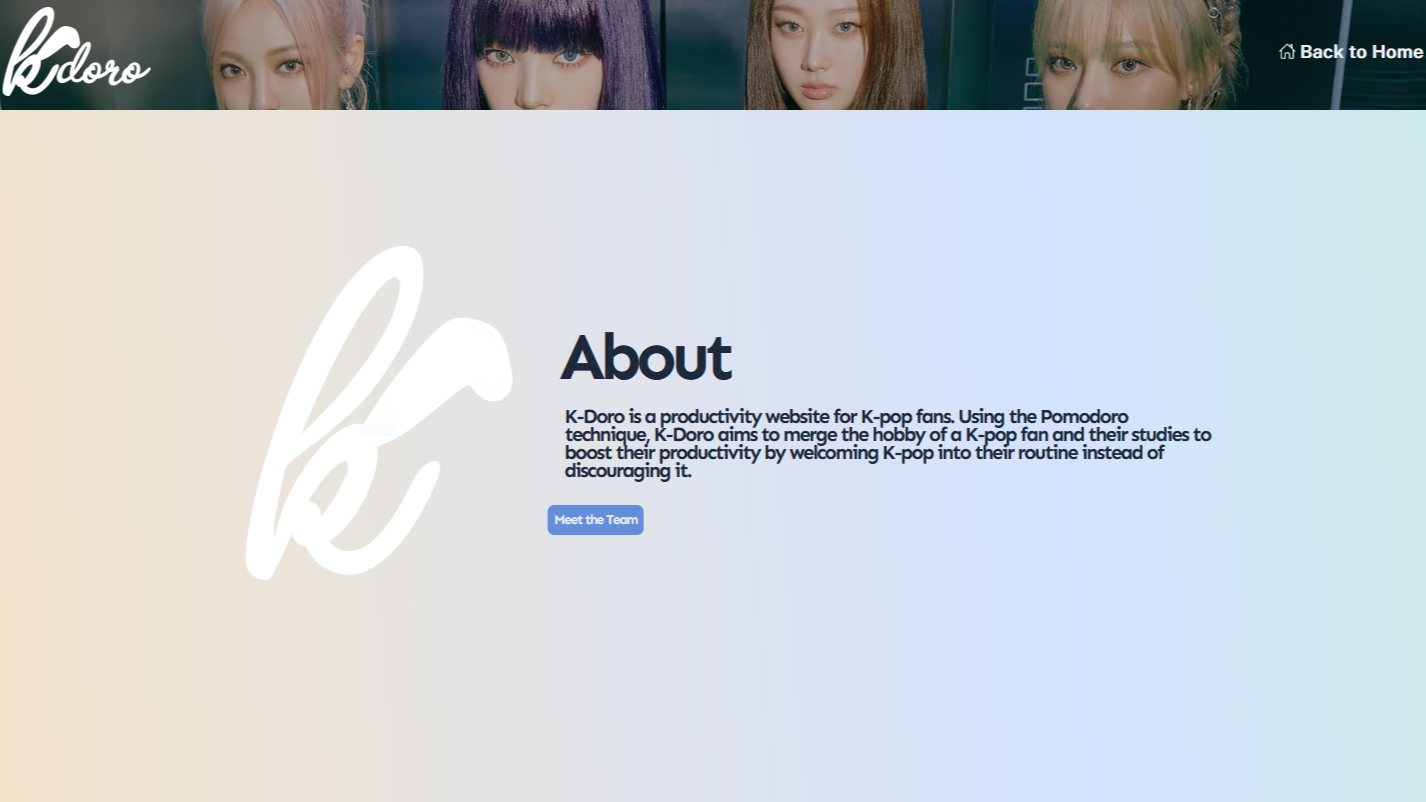 kdoro
Back to Home
k
About
K-Doro is a productivity website for K-pop fans. Using the Pomodoro
technique, K-Doro aims to merge the hobby of a K-pop fan and their studies to
boost their productivity by welcoming K-pop into their routine instead of
discouraging it.
Meet the Team